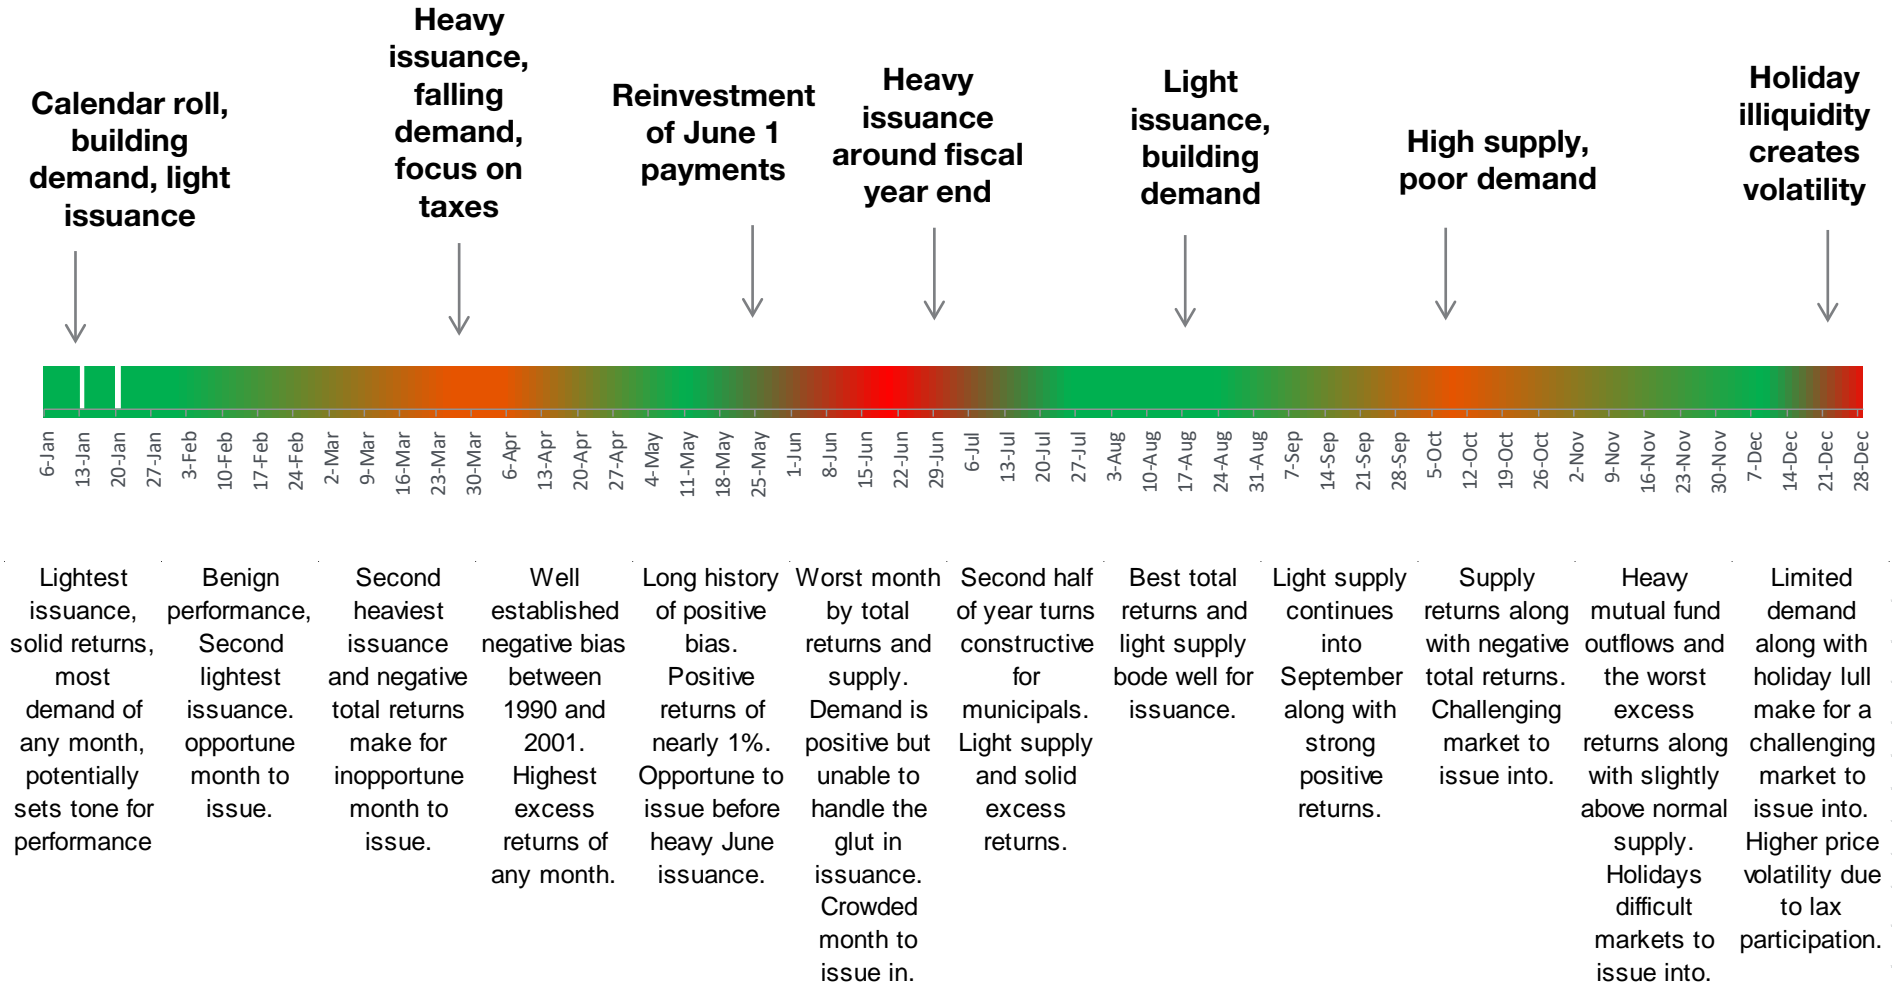 Calendar roll,
building
demand, light
issuance
Heavy
issuance,
falling
demand,
focus on
taxes
Reinvestment
of June 1
payments
Heavy
issuance
around fiscal
year end
Light
issuance,
building
demand
High supply,
poor demand
Holiday
illiquidity
creates
volatility
6-Jan
13-Jan
20-Jan
27-Jan
3-Feb
10-Feb
17-Feb
24-Feb
2-Mar
9-Mar
16-Mar
23-Mar
30-Mar
6-Apr
13-Apr
20-Apr
27-Apr
4-May
11-May
18-May
25-May
1-Jun
8-Jun
15-Jun
22-Jun
29-Jun
6-Jul
13-Jul
20-Jul
27-Jul
3-Aug
10-Aug
17-Aug
24-Aug
31-Aug
7-Sep
14-Sep
21-Sep
28-Sep
5-Oct
12-Oct
19-Oct
26-Oct
2-Nov
9-Nov
16-Nov
23-Nov
30-Nov
7-Dec
14-Dec
21-Dec
28-Dec
Lightest
issuance,
solid returns,
most
demand of
any month,
potentially
sets tone for
performance
Benign
performance,
Second
lightest
issuance.
opportune
month to
issue.
Second
heaviest
issuance
and negative
total returns
make for
inopportune
month to
issue.
Well
established
negative bias
between
1990 and
2001.
Highest
excess
returns of
any month.
Long history
of positive
bias.
Positive
returns of
nearly 1%.
Opportune to
issue before
heavy June
issuance.
Worst month
by total
returns and
supply.
Demand is
positive but
unable to
handle the
glut in
issuance.
Crowded
month to
issue in.
Second half
of year turns
constructive
for
municipals.
Light supply
and solid
excess
returns.
Best total
returns and
light supply
bode well for
issuance.
Light supply
continues
into
September
along with
strong
positive
returns.
Supply
returns along
with negative
total returns.
Challenging
market to
issue into.
Heavy
mutual fund
outflows and
the worst
excess
returns along
with slightly
above normal
supply.
Holidays
difficult
markets to
issue into.
Limited
demand
along with
holiday lull
make for a
challenging
market to
issue into.
Higher price
volatility due
to lax
participation.